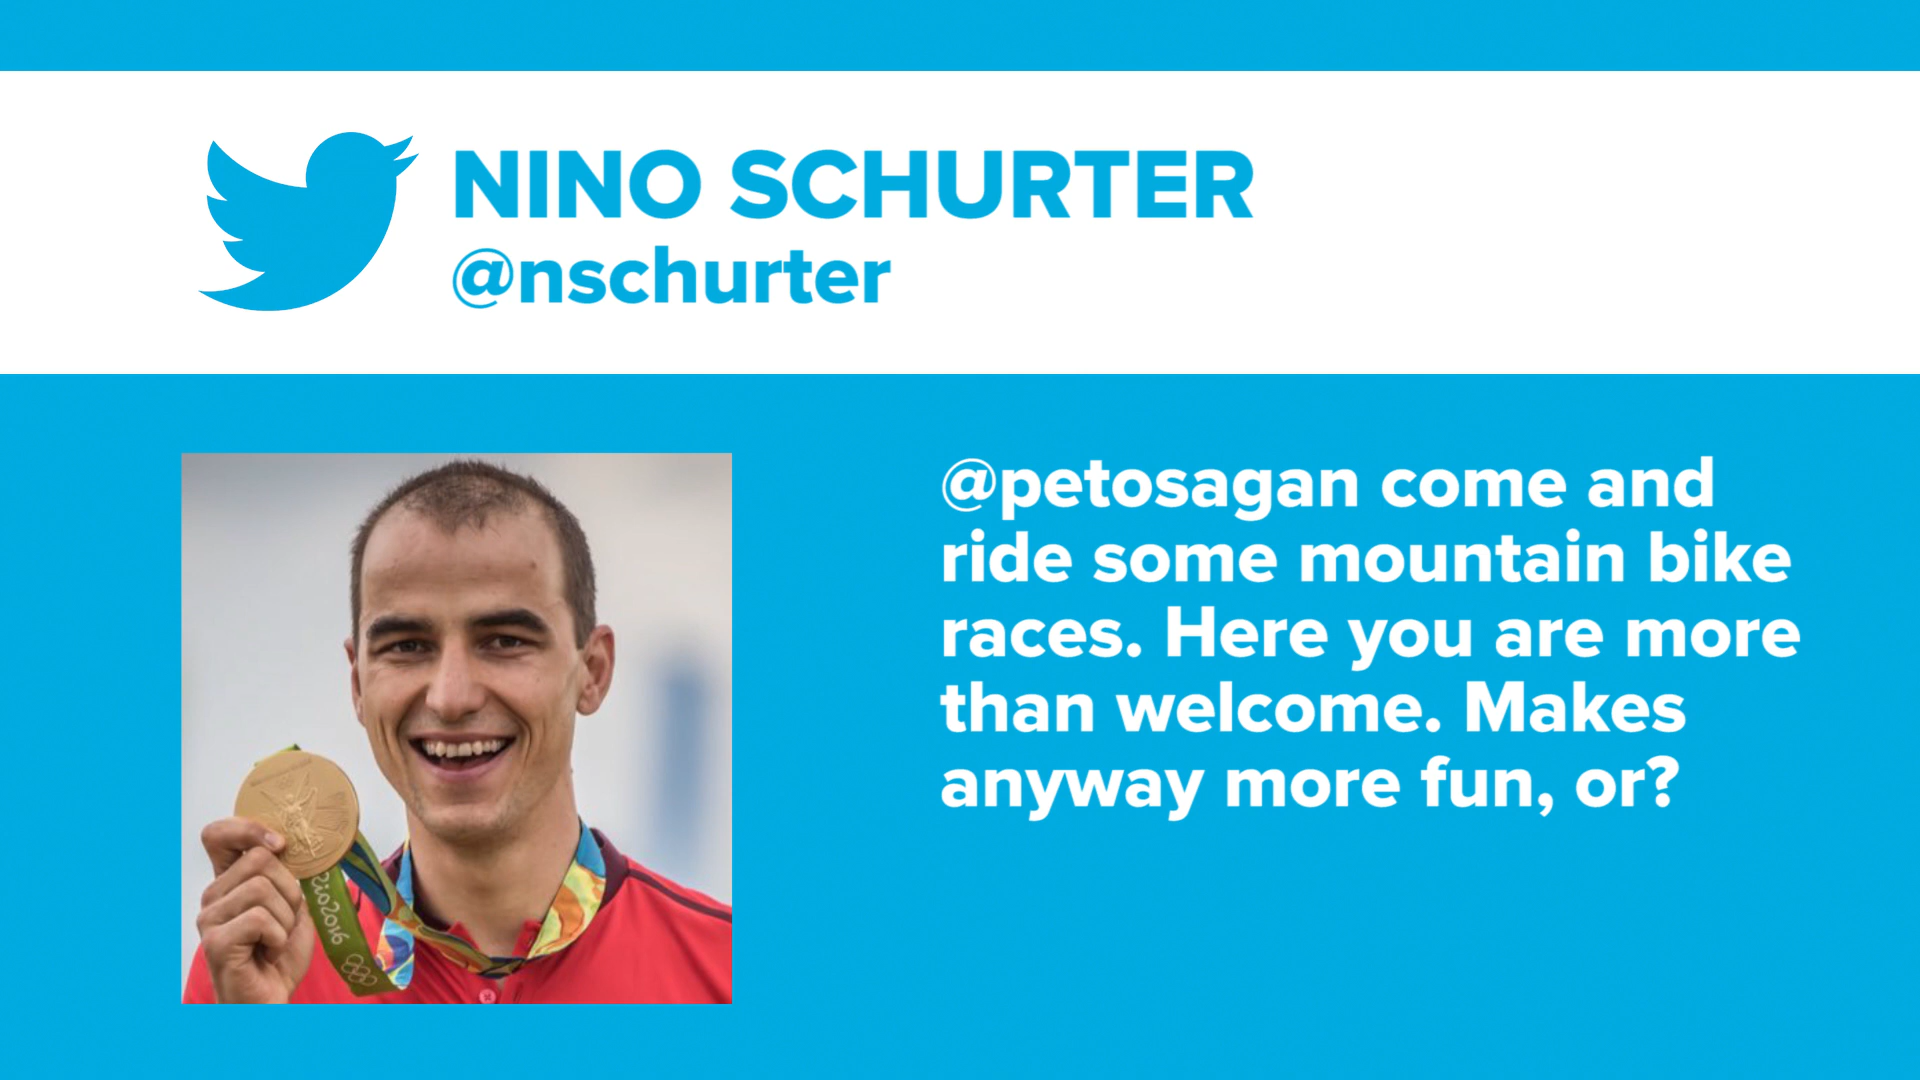 NINO SCHURTER
@nschurter
@petosagan come and
ride some mountain bike
races. Here you are more
than welcome. Makes
anyway more fun, or?
Rio2016